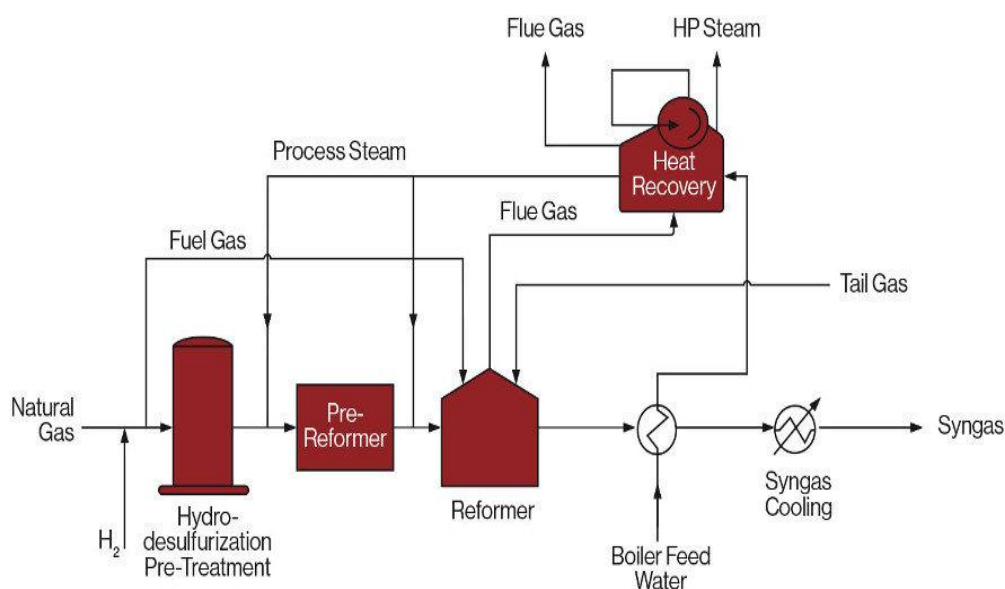 Flue Gas
HP Steam
Process Steam
Heat
Recovery
Flue Gas
Fuel Gas
Tail Gas
Natural
Gas
Pre-
Reformer
Syngas
H2
Hydro-
desulfurization
Pre-Treatment
Reformer
Syngas
Cooling
Boiler Feed
Water